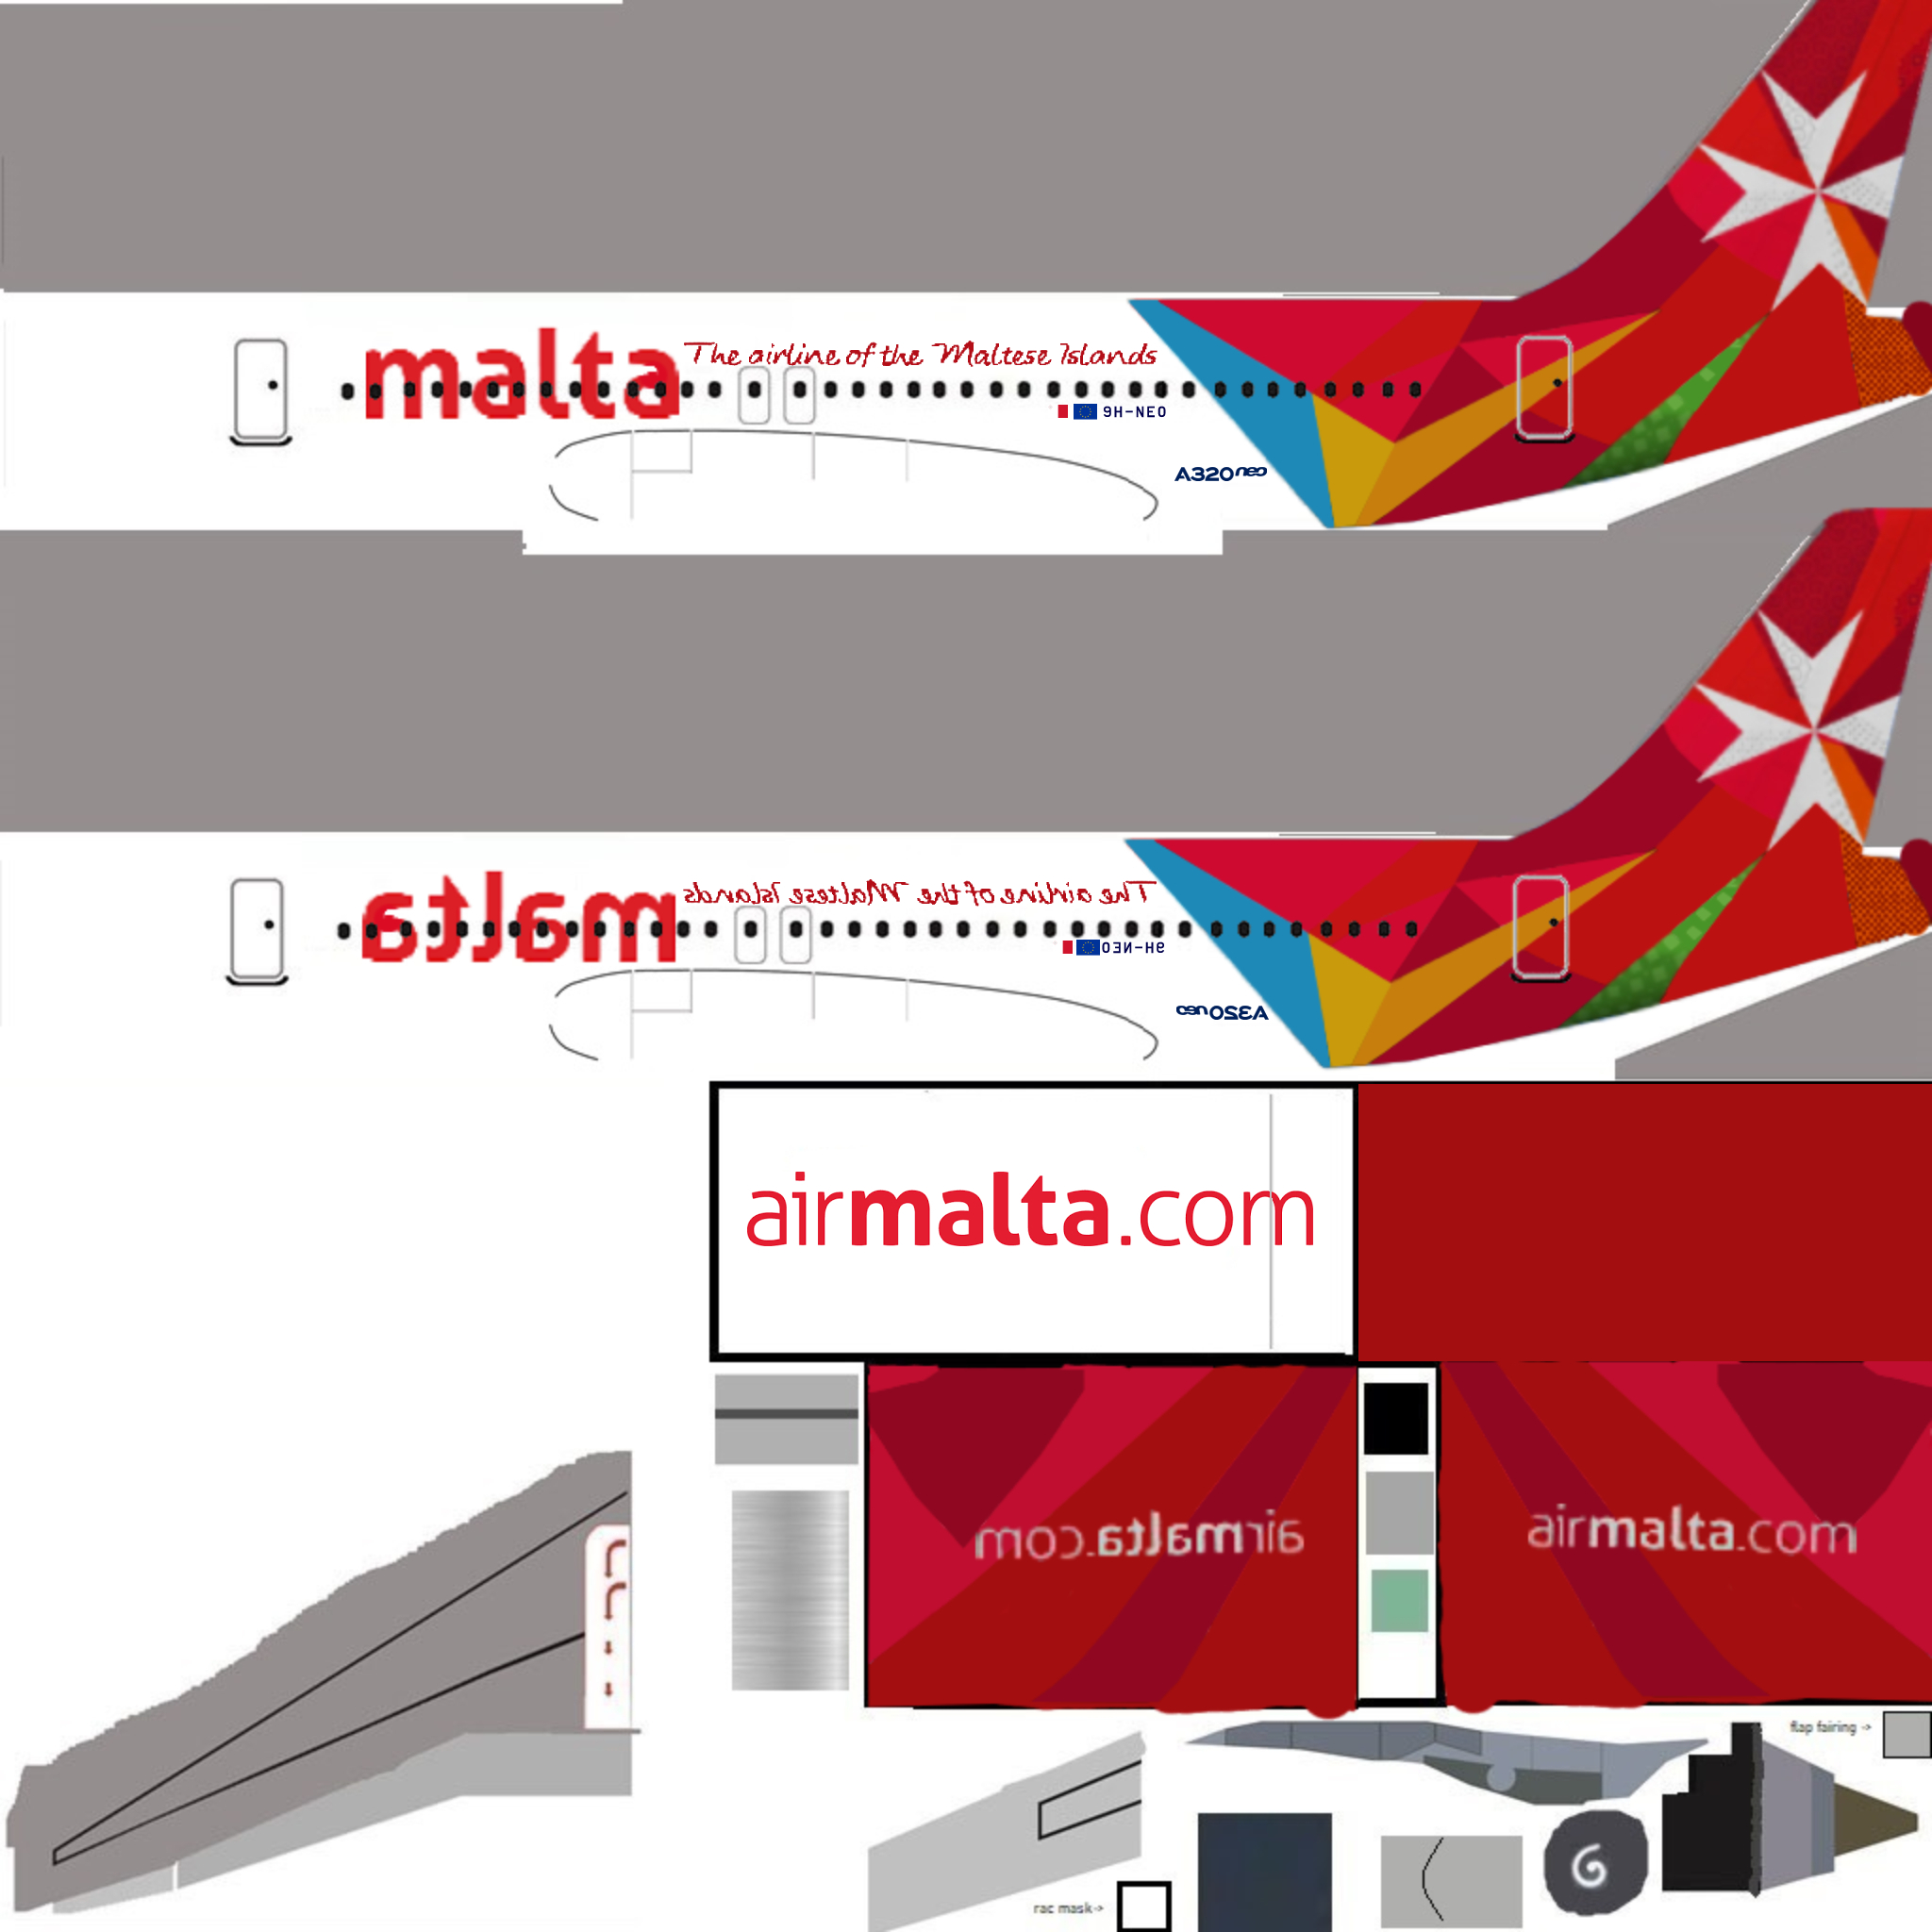 malta
The airline of the Maltese Islands
9H-NEO
A320neo
malta
The airline of the Maltese Islands
9H-NEO
A320neo
airmalta.com
airmalta.com
airmalta.com
flap fairing ->
rac mask->